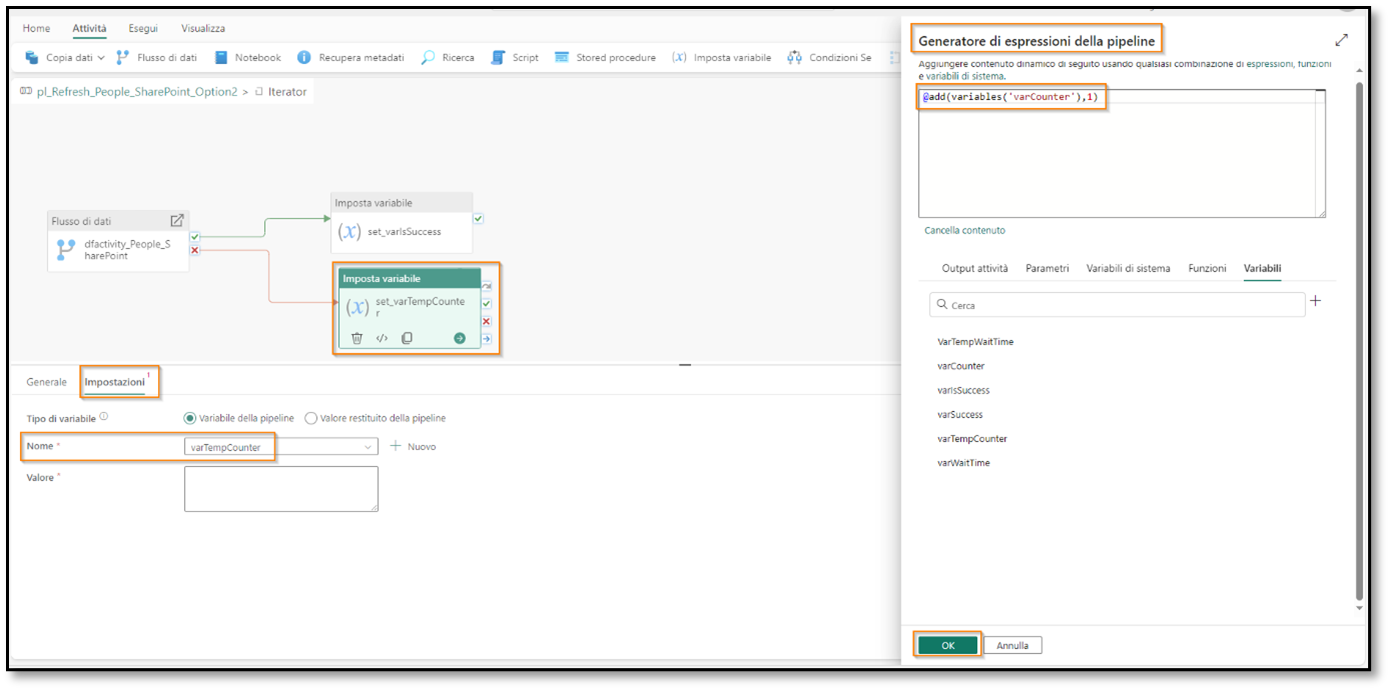 Home Attività Esegui Visualizza
Copia dati Flusso di dati Notebook Recupera metadati Ricerca Script Stored procedure Imposta variabile Condizioni Se
pl_Refresh_People_SharePoint_Option2 > Iterator
Flusso di dati
dfactivity_People_S
harePoint
Imposta variabile
(x) set_varIsSuccess
Imposta variabile
(x) set_varTempCounte
r
Generale Impostazioni 1
Tipo di variabile Variabile della pipeline Valore restituito della pipeline
Nome * varTempCounter + Nuovo
Valore *
Generatore di espressioni della pipeline
Aggiungere contenuto dinamico di seguito usando qualsiasi combinazione di espressioni, funzioni
e variabili di sistema.
@add(variables('varCounter'),1)
Cancella contenuto
Output attività Parametri Variabili di sistema Funzioni Variabili
Cerca
VarTempWaitTime
varCounter
varIsSuccess
varSuccess
varTempCounter
varWaitTime
OK Annulla